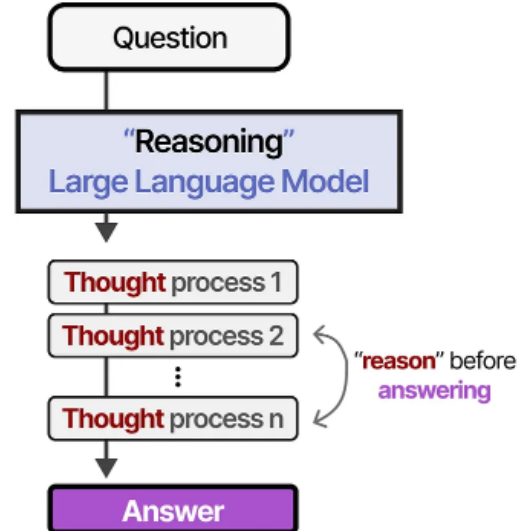 Question
“Reasoning”
Large Language Model
Thought process 1
Thought process 2
⋮
Thought process n
“reason” before
answering
Answer